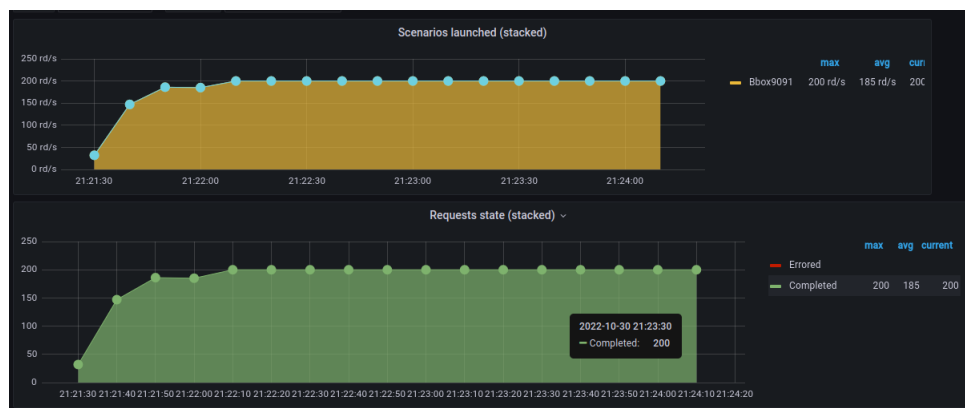 Scenarios launched (stacked)
250 rd/s
200 rd/s
150 rd/s
100 rd/s
50 rd/s
0 rd/s
21:21:30 21:22:00 21:22:30 21:23:00 21:23:30 21:24:00
max avg curr
Bbox9091 200 rd/s 185 rd/s 200
Requests state (stacked)
250
200
150
100
50
0
21:21:30 21:21:40 21:21:50 21:22:00 21:22:10 21:22:20 21:22:30 21:22:40 21:22:50 21:23:00 21:23:10 21:23:20 21:23:30 21:23:40 21:23:50 21:24:00 21:24:10 21:24:20
2022-10-30 21:23:30
Completed: 200
max avg current
Errored
Completed 200 185 200